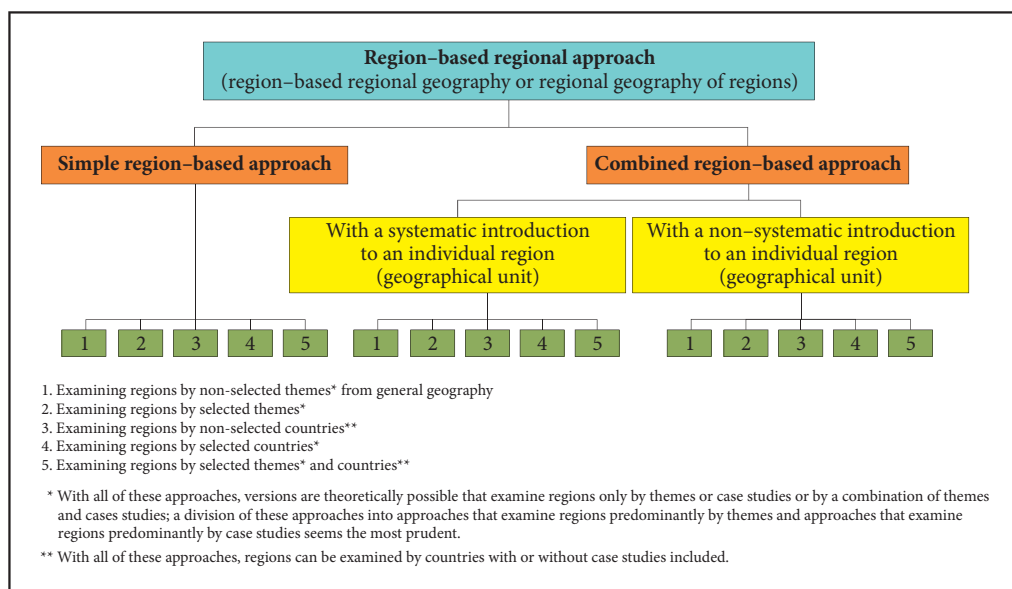 Region–based regional approach
(region–based regional geography or regional geography of regions)
Simple region–based approach
Combined region–based approach
With a systematic introduction
to an individual region
(geographical unit)
With a non–systematic introduction
to an individual region
(geographical unit)
1 2 3 4 5
1 2 3 4 5
1 2 3 4 5
1. Examining regions by non-selected themes* from general geography
2. Examining regions by selected themes*
3. Examining regions by non-selected countries**
4. Examining regions by selected countries*
5. Examining regions by selected themes* and countries**
* With all of these approaches, versions are theoretically possible that examine regions only by themes or case studies or by a combination of themes
and cases studies; a division of these approaches into approaches that examine regions predominantly by themes and approaches that examine
regions predominantly by case studies seems the most prudent.
** With all of these approaches, regions can be examined by countries with or without case studies included.